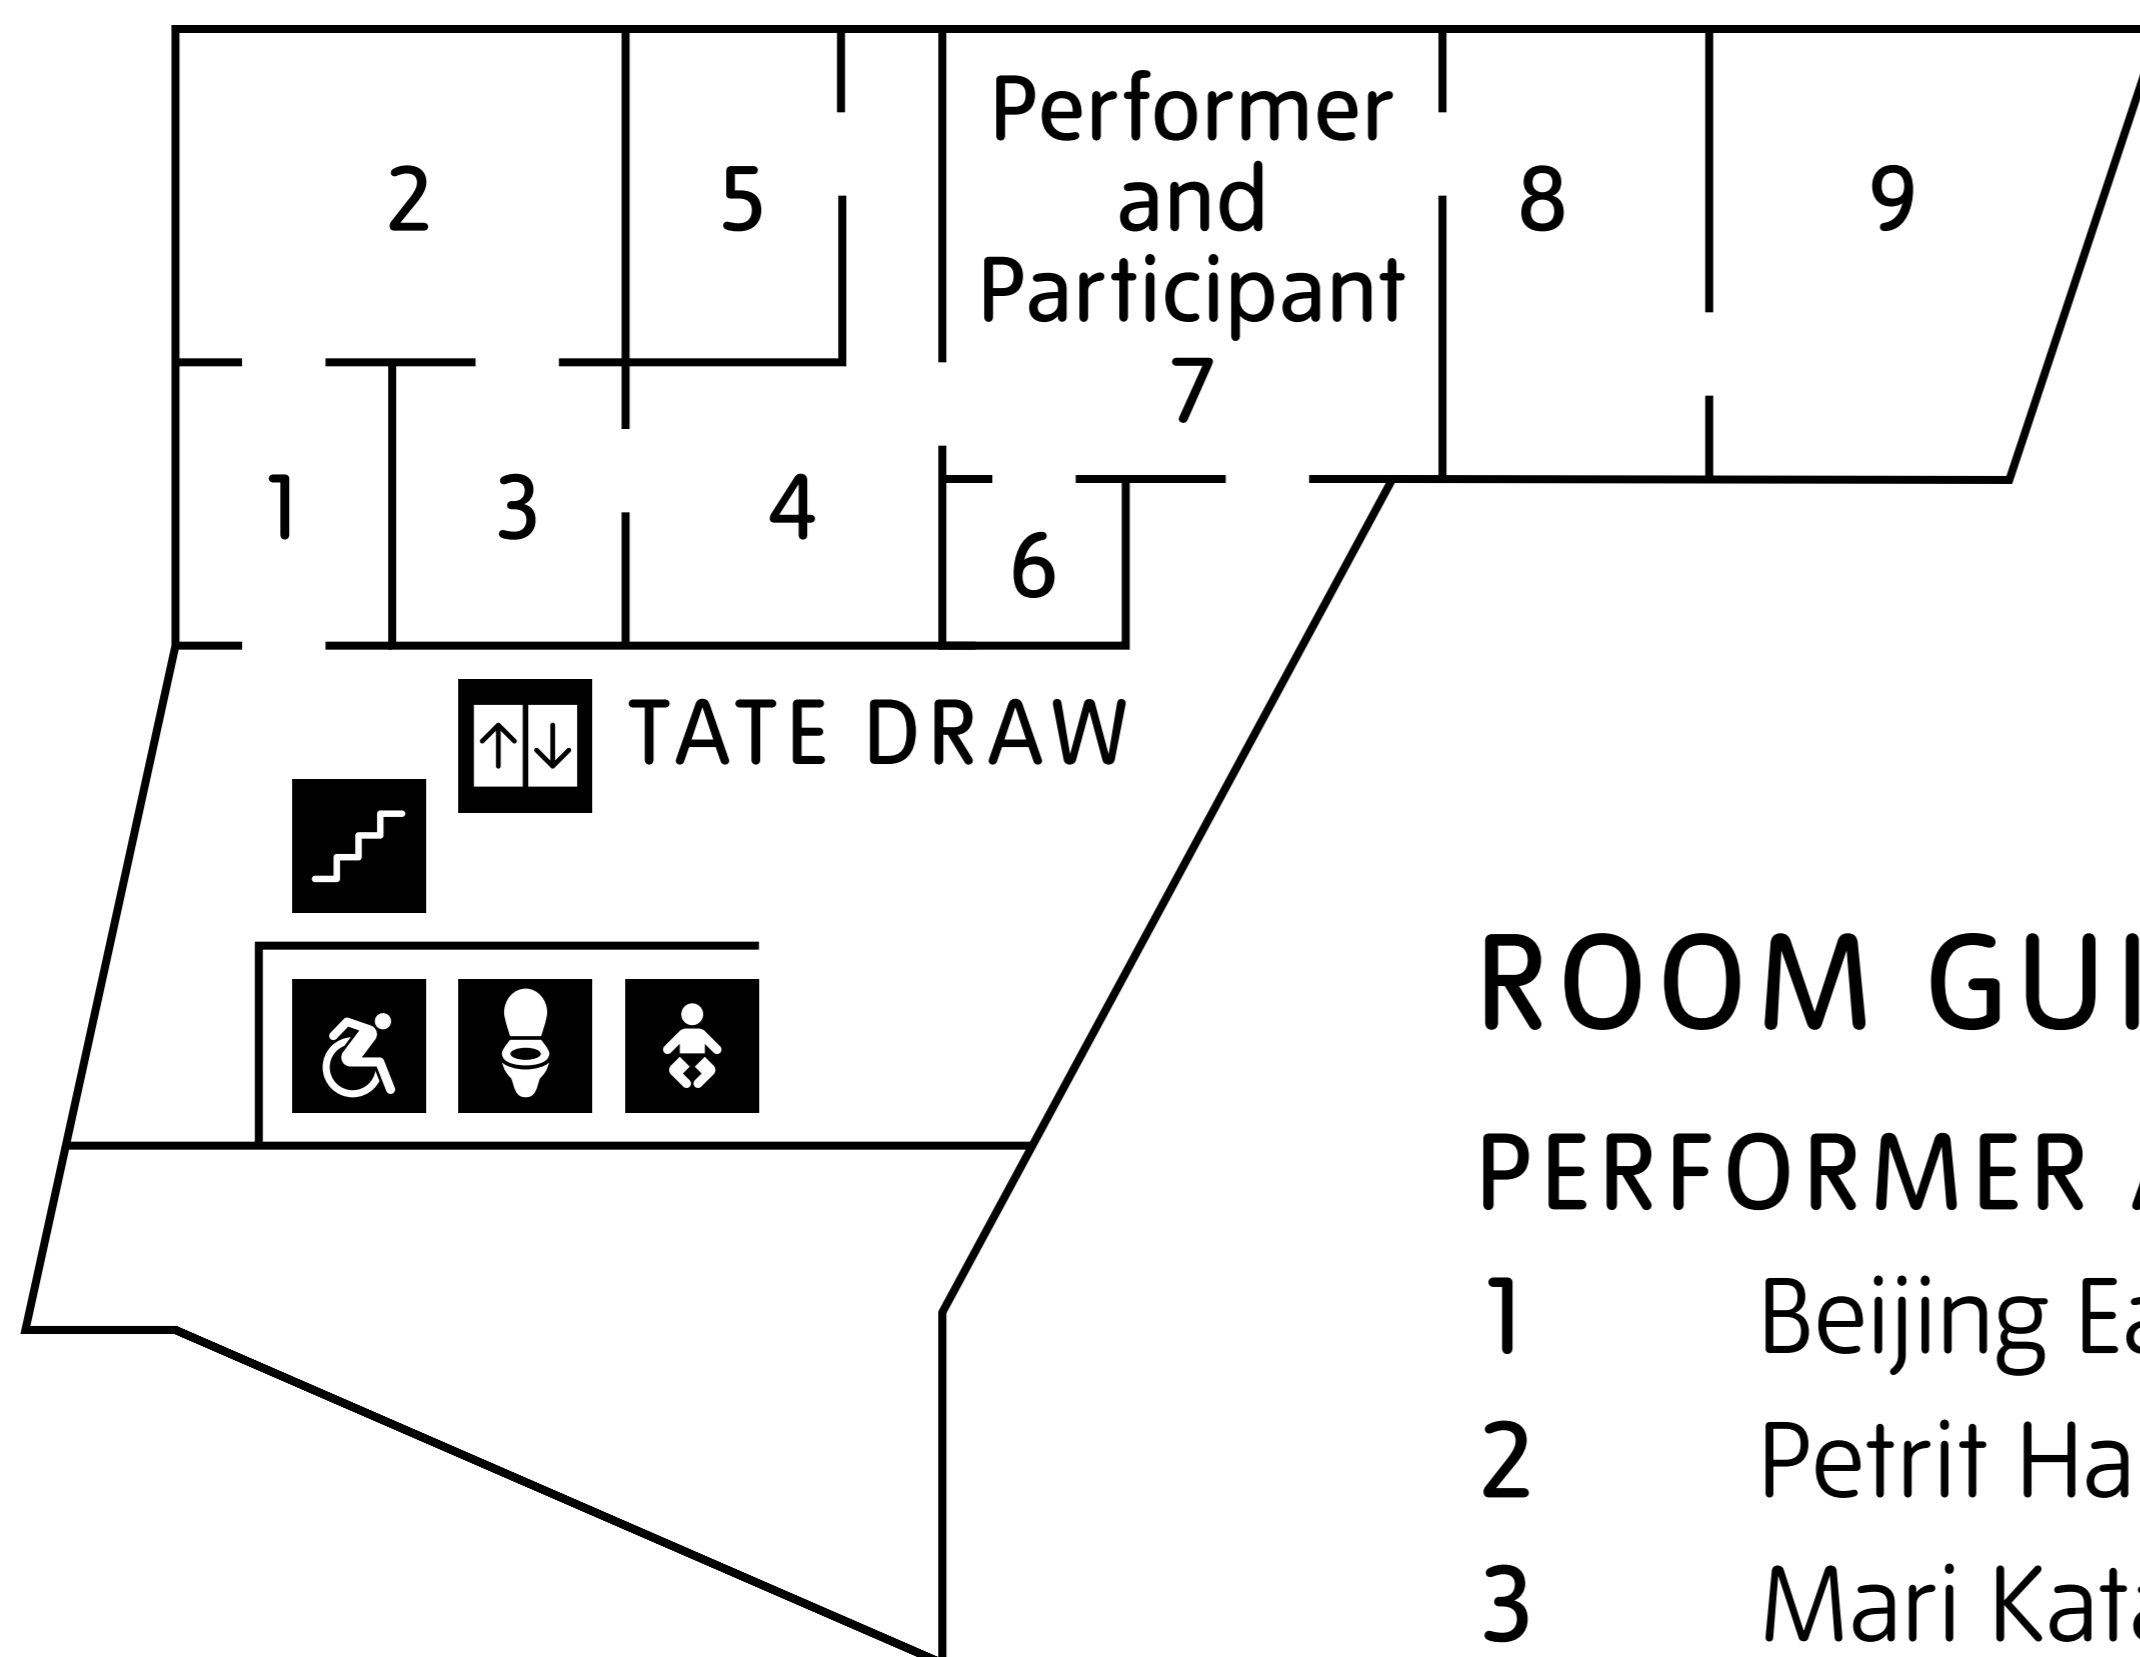 Performer
and
Participant
2
5
8
9
7
1
3
4
6
TATE DRAW
ROOM GUI
PERFORMER
1 Beijing Ea
2 Petrit Ha
3 Mari Kata